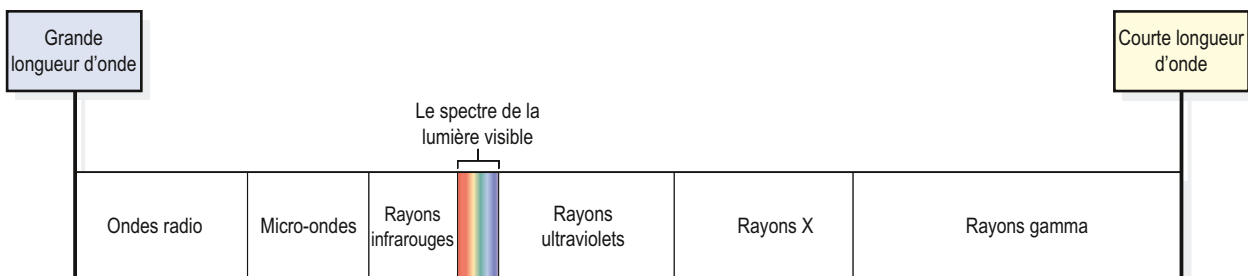 Grande
longueur d'onde
Courte longueur
d'onde
Le spectre de la
lumière visible
Ondes radio
Micro-ondes
Rayons
infrarouges
Rayons
ultraviolets
Rayons X
Rayons gamma